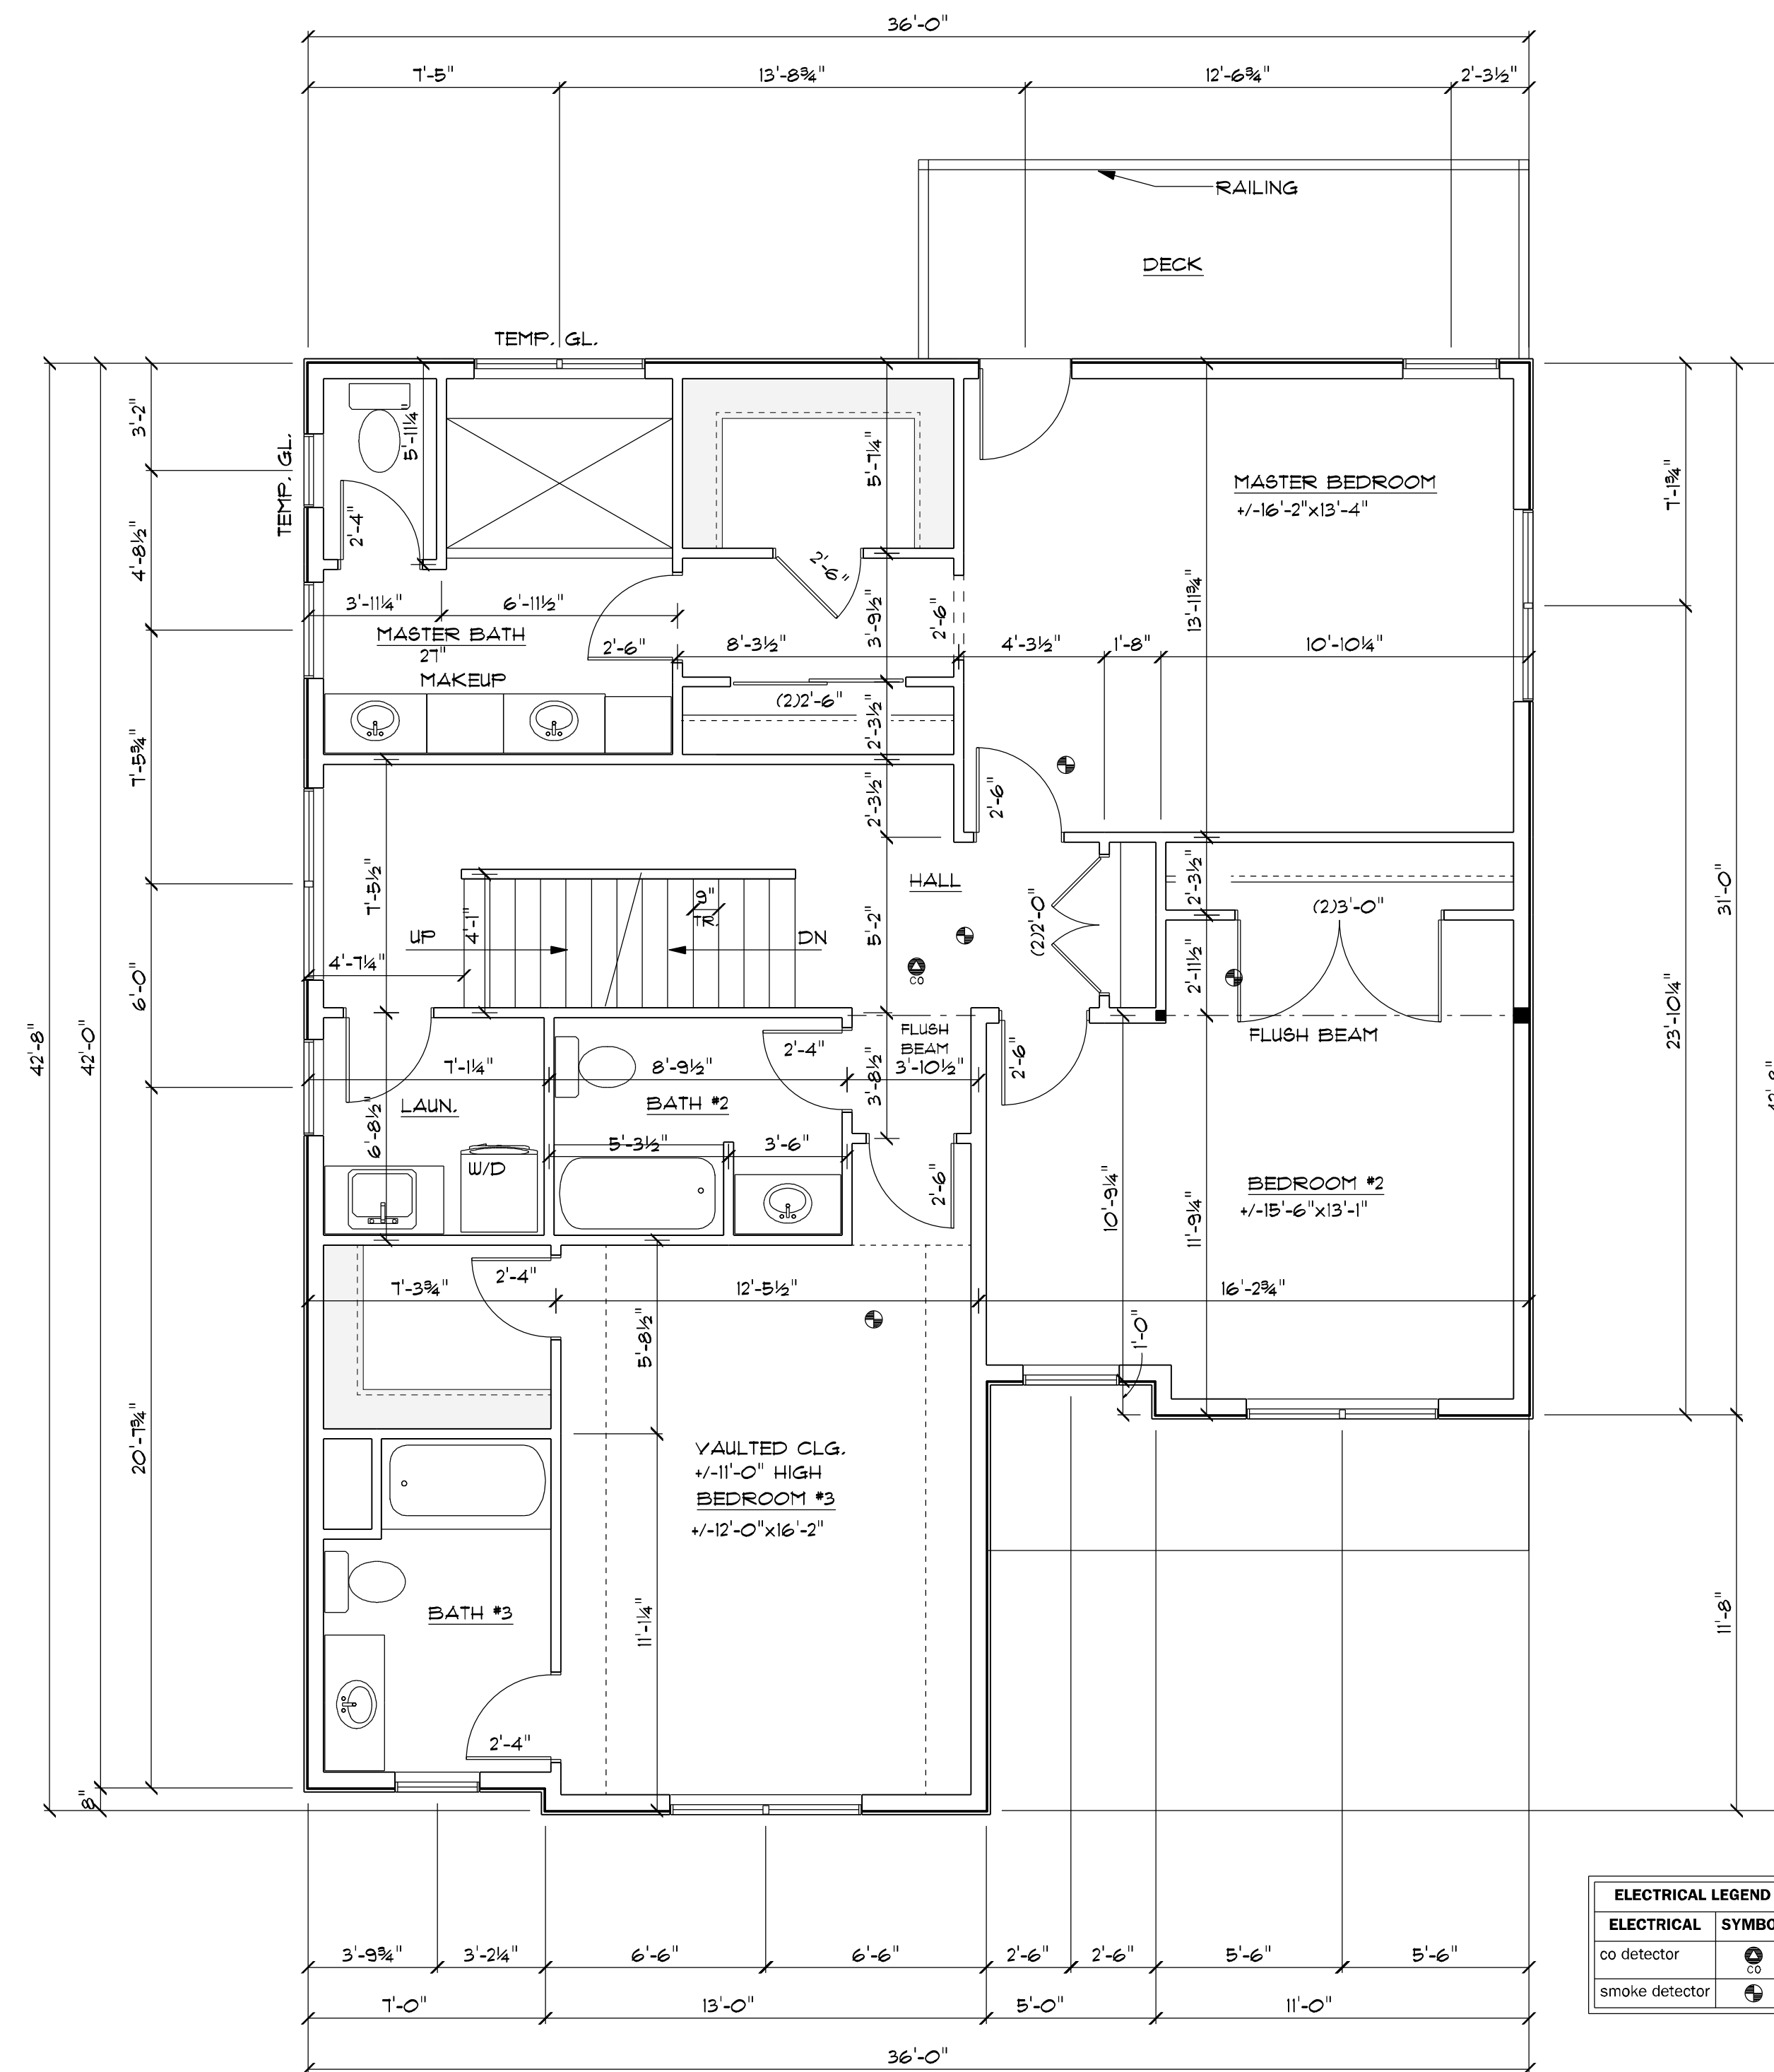 36'-0"
7'-5" 13'-8¾" 12'-6¾" 2'-3½"
RAILING
DECK
TEMP. GL.
3'-2"
5'-11¼"
TEMP. GL.
5'-7¼"
MASTER BEDROOM
+/-16'-2"x13'-4"
7'-1¾"
2'-4"
4'-8½"
2'-6"
3'-11¼" 6'-11½"
3'-9½"
2'-6"
13'-11¾"
MASTER BATH
27"
2'-6"
8'-3½" 4'-3½" 1'-8" 10'-10¼"
MAKEUP
(2)2'-6"
2'-3½"
7'-5¾"
2'-3½"
2'-6"
7'-5½"
HALL
2'-3½"
31'-0"
9"
TR.
4'-1"
5'-2"
(2)2'-0"
(2)3'-0"
UP DN
4'-7¼"
CO
2'-11½"
6'-0"
23'-10¼"
42'-8"
42'-0"
FLUSH
BEAM
FLUSH BEAM
2'-4"
2'-6"
7'-1¼" 8'-9½" 3'-10½"
3'-8½"
LAUN.
BATH #2
6'-8½"
5'-3½" 3'-6"
W/D
2'-6"
10'-9¼"
11'-9¼"
BEDROOM #2
+/-15'-6"x13'-1"
2'-4"
7'-3¾" 12'-5½" 16'-2¾"
5'-8½"
1'-0"
20'-7¾"
VAULTED CLG.
+/-11'-0" HIGH
BEDROOM #3
+/-12'-0"x16'-2"
BATH #3
11'-1¼"
11'-8"
2'-4"
8"
ELECTRICAL LEGEND
ELECTRICAL SYMBO
co detector CO
smoke detector
3'-9¾" 3'-2¼" 6'-6" 6'-6" 2'-6" 2'-6" 5'-6" 5'-6"
7'-0" 13'-0" 5'-0" 11'-0"
36'-0"